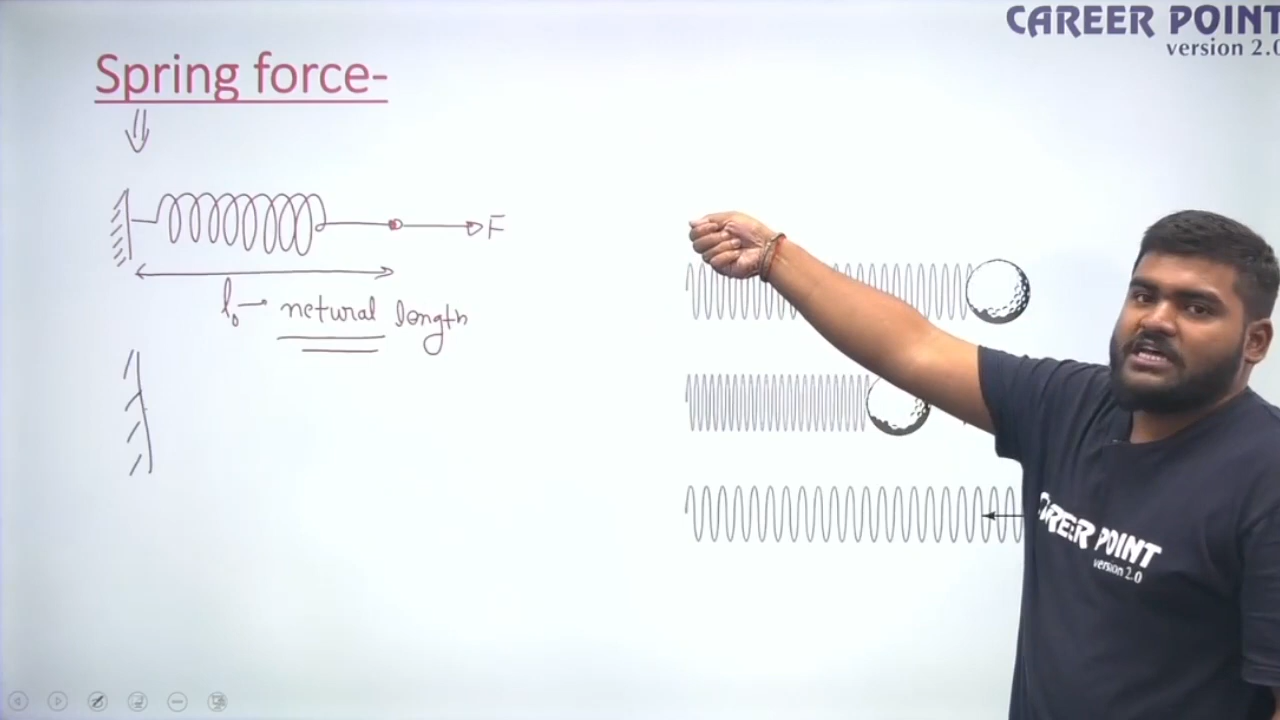 CAREER POINT
version 2.0
Spring force-
F
l₀ → netural length
CAREER POINT
version 2.0